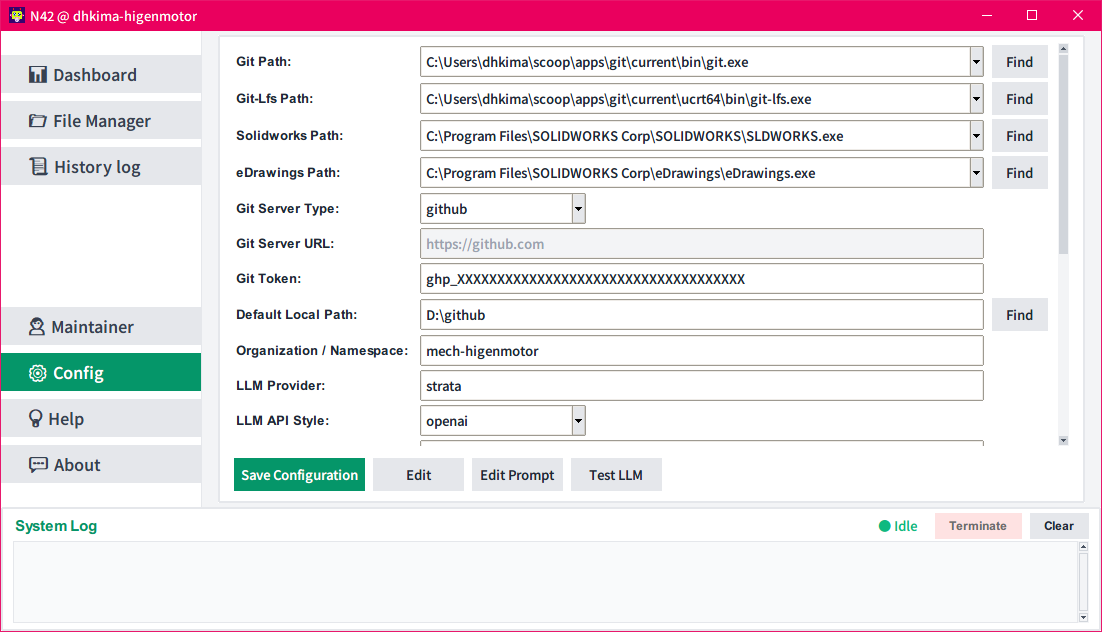 N42 @ dhkima-higenmotor
Dashboard
File Manager
History log
Maintainer
Config
Help
About
Git Path: C:\Users\dhkima\scoop\apps\git\current\bin\git.exe Find
Git-Lfs Path: C:\Users\dhkima\scoop\apps\git\current\ucrt64\bin\git-lfs.exe Find
Solidworks Path: C:\Program Files\SOLIDWORKS Corp\SOLIDWORKS\SLDWORKS.exe Find
eDrawings Path: C:\Program Files\SOLIDWORKS Corp\eDrawings\eDrawings.exe Find
Git Server Type: github
Git Server URL: https://github.com
Git Token: ghp_XXXXXXXXXXXXXXXXXXXXXXXXXXXXXXXXXXXX
Default Local Path: D:\github Find
Organization / Namespace: mech-higenmotor
LLM Provider: strata
LLM API Style: openai
Save Configuration Edit Edit Prompt Test LLM
System Log Idle Terminate Clear